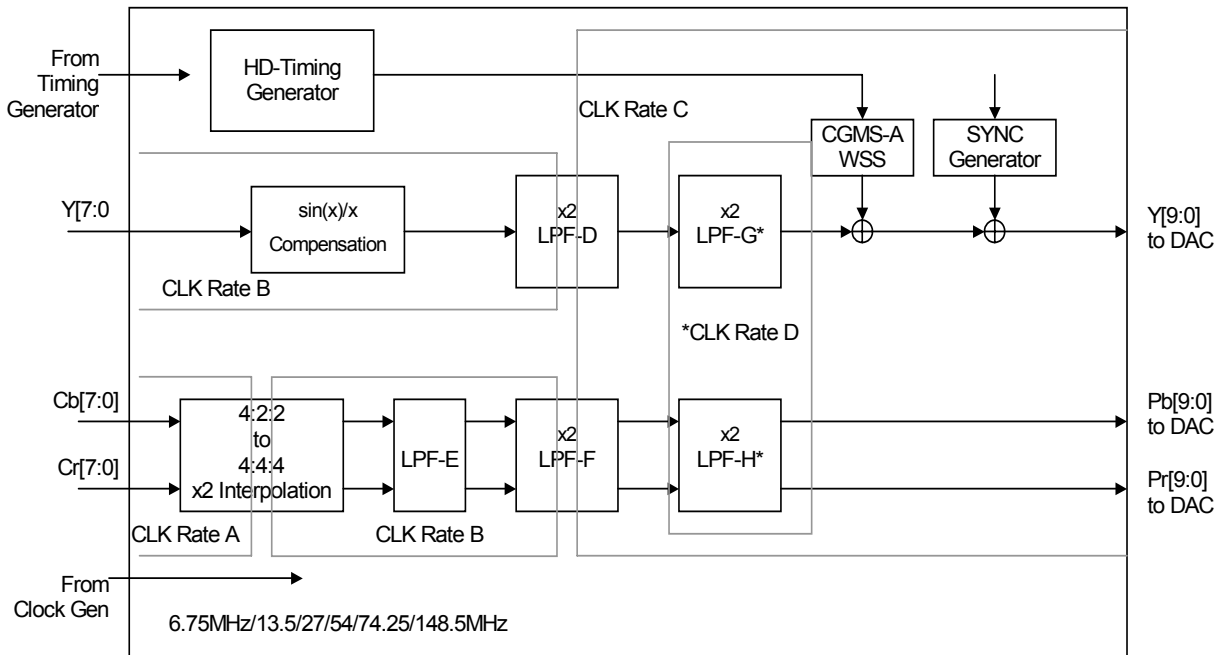 From
Timing
Generator
HD-Timing
Generator
CLK Rate C
CGMS-A
WSS
SYNC
Generator
Y[7:0
sin(x)/x
Compensation
x2
LPF-D
x2
LPF-G*
Y[9:0]
to DAC
CLK Rate B
*CLK Rate D
Cb[7:0]
Cr[7:0]
4:2:2
to
4:4:4
x2 Interpolation
LPF-E
x2
LPF-F
x2
LPF-H*
Pb[9:0]
to DAC
Pr[9:0]
to DAC
CLK Rate A
CLK Rate B
From
Clock Gen
6.75MHz/13.5/27/54/74.25/148.5MHz